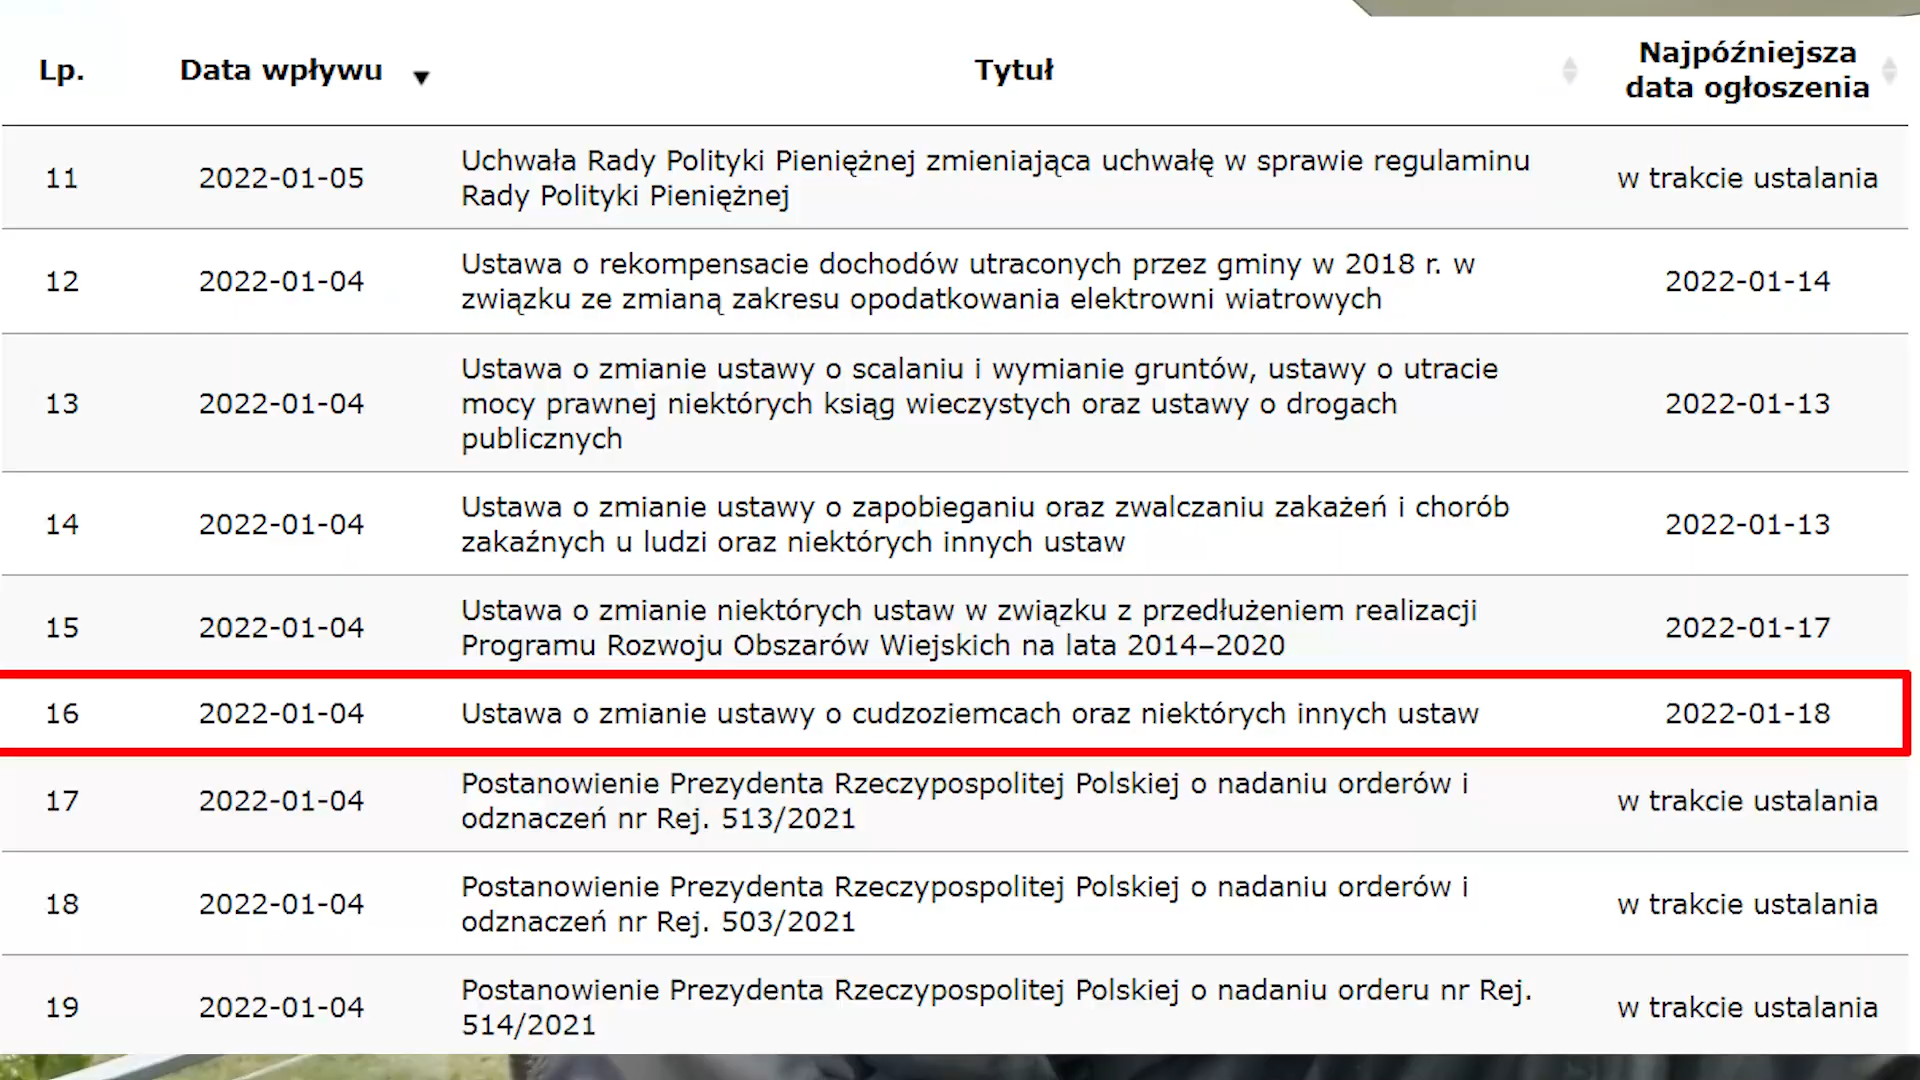 Lp. Data wpływu ▼ Tytuł Najpóźniejsza
data ogłoszenia
11 2022-01-05 Uchwała Rady Polityki Pieniężnej zmieniająca uchwałę w sprawie regulaminu
Rady Polityki Pieniężnej w trakcie ustalania
12 2022-01-04 Ustawa o rekompensacie dochodów utraconych przez gminy w 2018 r. w
związku ze zmianą zakresu opodatkowania elektrowni wiatrowych 2022-01-14
13 2022-01-04 Ustawa o zmianie ustawy o scalaniu i wymianie gruntów, ustawy o utracie
mocy prawnej niektórych ksiąg wieczystych oraz ustawy o drogach
publicznych 2022-01-13
14 2022-01-04 Ustawa o zmianie ustawy o zapobieganiu oraz zwalczaniu zakażeń i chorób
zakaźnych u ludzi oraz niektórych innych ustaw 2022-01-13
15 2022-01-04 Ustawa o zmianie niektórych ustaw w związku z przedłużeniem realizacji
Programu Rozwoju Obszarów Wiejskich na lata 2014–2020 2022-01-17
16 2022-01-04 Ustawa o zmianie ustawy o cudzoziemcach oraz niektórych innych ustaw 2022-01-18
17 2022-01-04 Postanowienie Prezydenta Rzeczypospolitej Polskiej o nadaniu orderów i
odznaczeń nr Rej. 513/2021 w trakcie ustalania
18 2022-01-04 Postanowienie Prezydenta Rzeczypospolitej Polskiej o nadaniu orderów i
odznaczeń nr Rej. 503/2021 w trakcie ustalania
19 2022-01-04 Postanowienie Prezydenta Rzeczypospolitej Polskiej o nadaniu orderu nr Rej.
514/2021 w trakcie ustalania